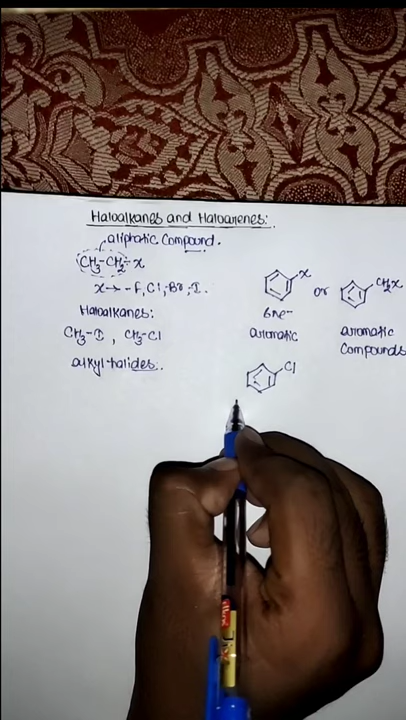 Haloalkanes and Haloarenes:
aliphatic Compound.
CH3-CH2-x
x→ -F, Cl, -Br, -I.
Haloalkanes:
CH3-I, CH3-Cl
alkyl halides:.
x
or
CH2x
6πe-
aromatic
aromatic
Compounds
Cl